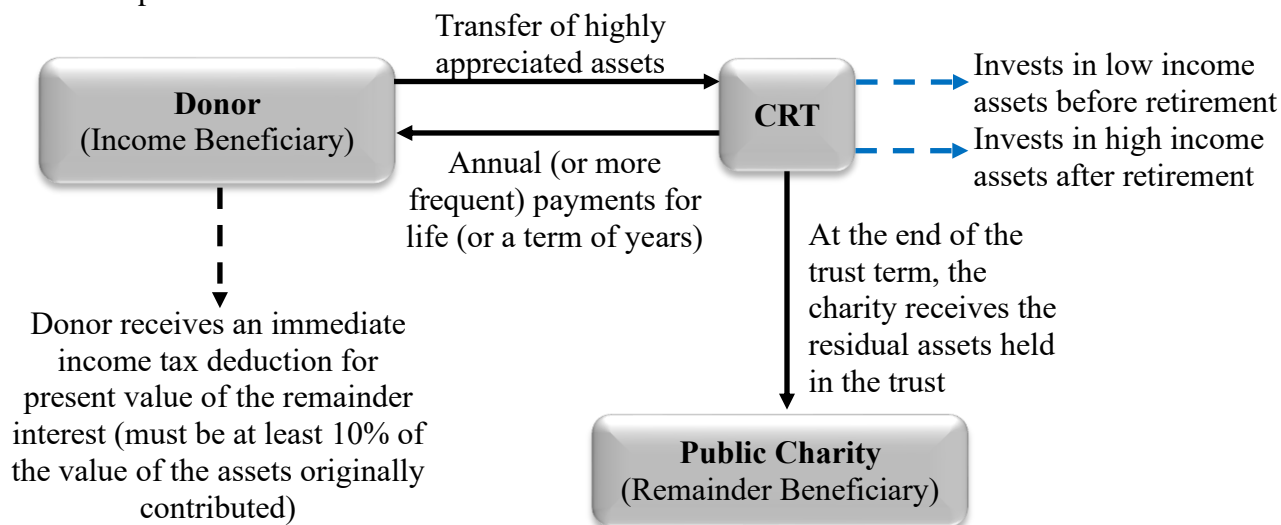 Transfer of highly
appreciated assets
Donor
(Income Beneficiary)
CRT
Invests in low income
assets before retirement
Invests in high income
assets after retirement
Annual (or more
frequent) payments for
life (or a term of years)
At the end of the
trust term, the
charity receives the
residual assets held
in the trust
Donor receives an immediate
income tax deduction for
present value of the remainder
interest (must be at least 10% of
the value of the assets originally
contributed)
Public Charity
(Remainder Beneficiary)